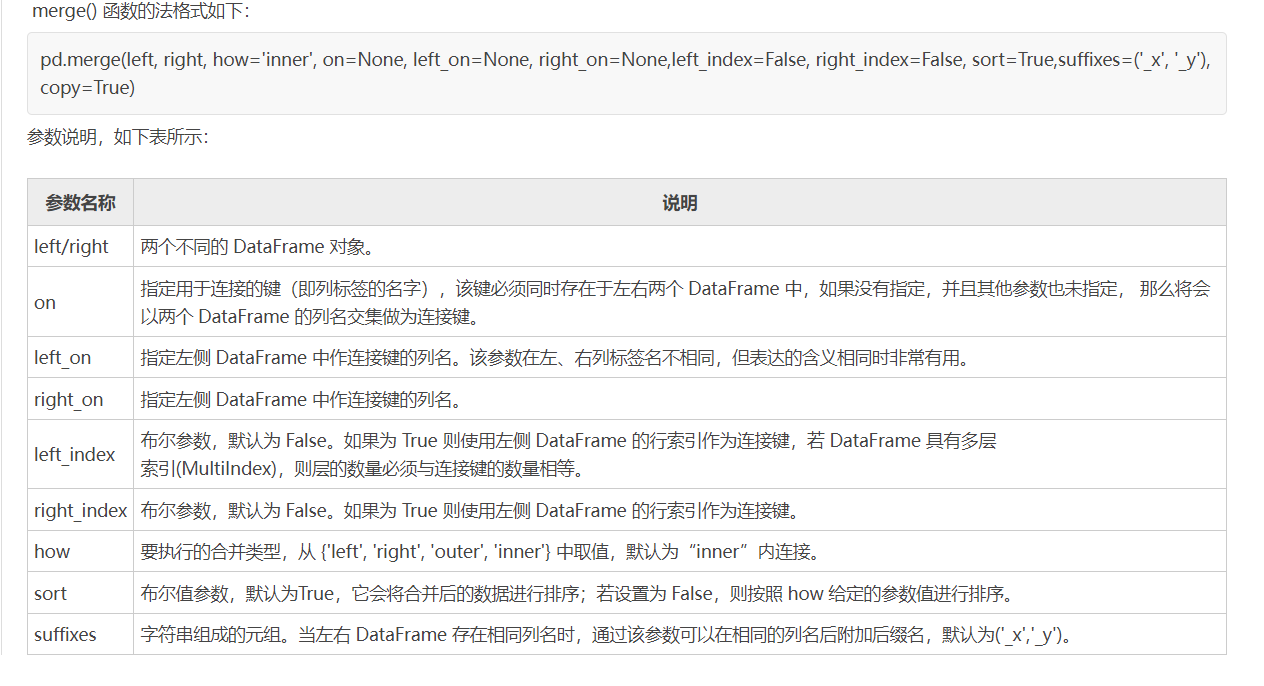 merge() 函数的法格式如下：
pd.merge(left, right, how='inner', on=None, left_on=None, right_on=None,left_index=False, right_index=False, sort=True,suffixes=('_x', '_y'),
copy=True)
参数说明，如下表所示：
参数名称 说明
left/right 两个不同的 DataFrame 对象。
on 指定用于连接的键（即列标签的名字），该键必须同时存在于左右两个 DataFrame 中，如果没有指定，并且其他参数也未指定， 那么将会
以两个 DataFrame 的列名交集做为连接键。
left_on 指定左侧 DataFrame 中作连接键的列名。该参数在左、右列标签名不相同，但表达的含义相同时非常有用。
right_on 指定左侧 DataFrame 中作连接键的列名。
left_index 布尔参数，默认为 False。如果为 True 则使用左侧 DataFrame 的行索引作为连接键，若 DataFrame 具有多层
索引(MultiIndex)，则层的数量必须与连接键的数量相等。
right_index 布尔参数，默认为 False。如果为 True 则使用左侧 DataFrame 的行索引作为连接键。
how 要执行的合并类型，从 {'left', 'right', 'outer', 'inner'} 中取值，默认为“inner”内连接。
sort 布尔值参数，默认为True，它会将合并后的数据进行排序；若设置为 False，则按照 how 给定的参数值进行排序。
suffixes 字符串组成的元组。当左右 DataFrame 存在相同列名时，通过该参数可以在相同的列名后附加后缀名，默认为('_x','_y')。